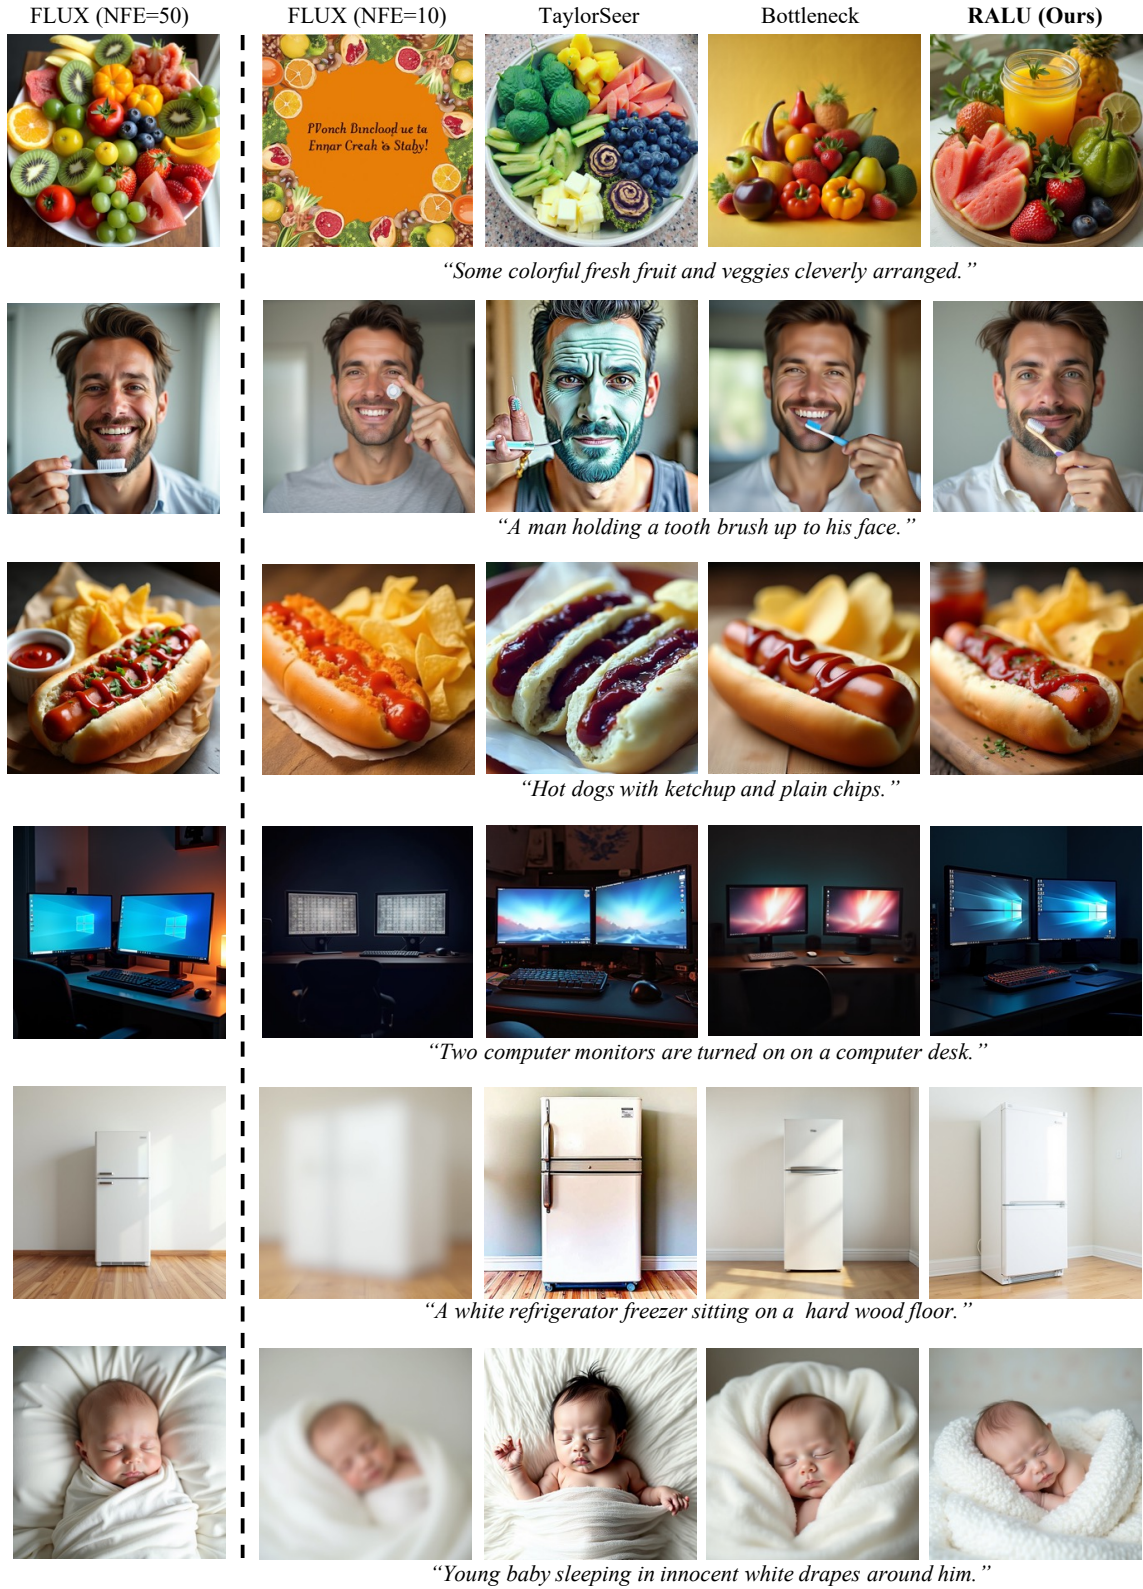 FLUX (NFE=50) FLUX (NFE=10) TaylorSeer Bottleneck RALU (Ours)
PVonch Binclood ue ta
Enngar Creah & Staby!
“Some colorful fresh fruit and veggies cleverly arranged.”
“A man holding a tooth brush up to his face.”
“Hot dogs with ketchup and plain chips.”
“Two computer monitors are turned on on a computer desk.”
“A white refrigerator freezer sitting on a hard wood floor.”
“Young baby sleeping in innocent white drapes around him.”